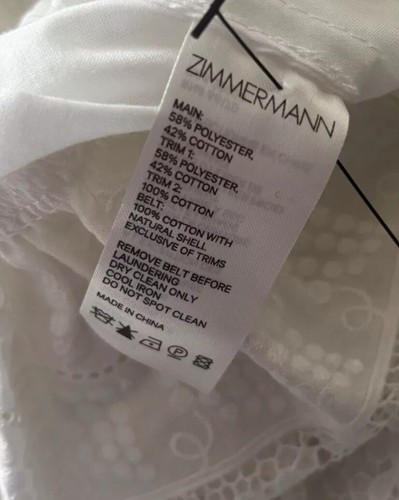 ZIMMERMANN
MAIN:
58% POLYESTER,
42% COTTON
TRIM 1:
58% POLYESTER,
42% COTTON
TRIM 2:
100% COTTON
BELT:
100% COTTON WITH
NATURAL SHELL
EXCLUSIVE OF TRIMS
REMOVE BELT BEFORE
LAUNDERING
DRY CLEAN ONLY
COOL IRON
DO NOT SPOT CLEAN
MADE IN CHINA
P